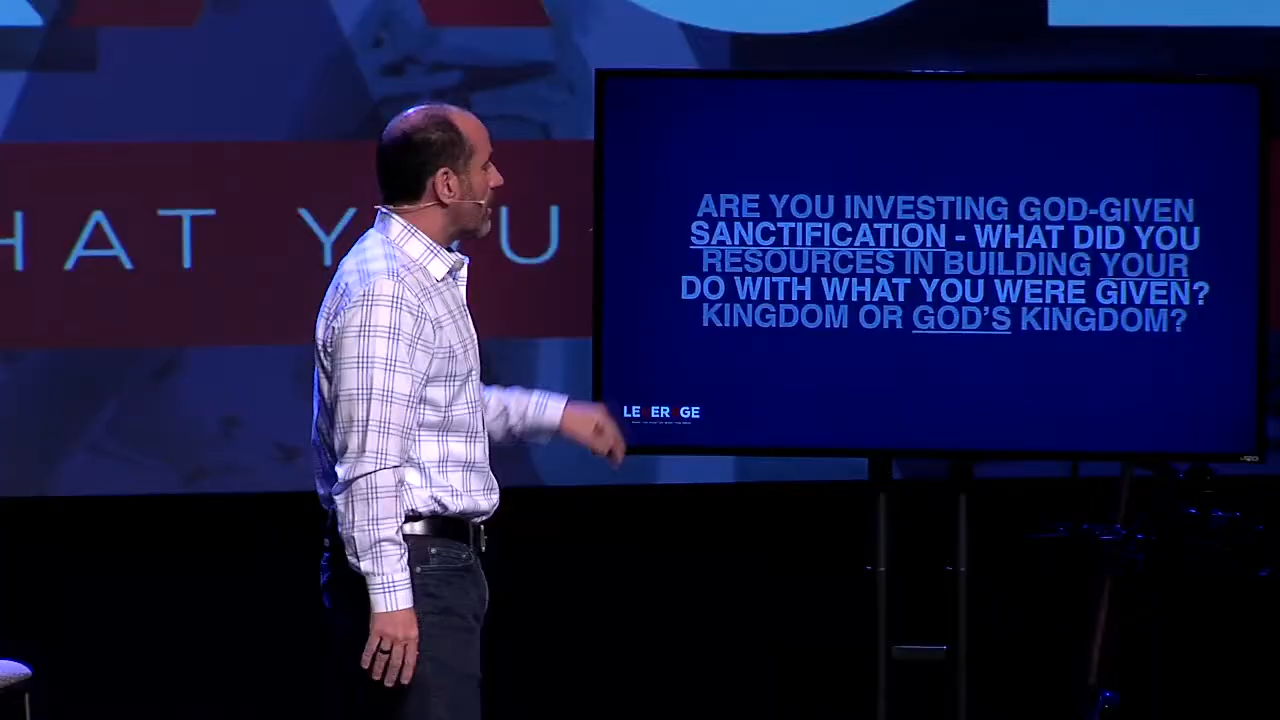 HAT Y U
ARE YOU INVESTING GOD-GIVEN
SANCTIFICATION - WHAT DID YOU
RESOURCES IN BUILDING YOUR
DO WITH WHAT YOU WERE GIVEN?
KINGDOM OR GOD'S KINGDOM?
LEVERAGE